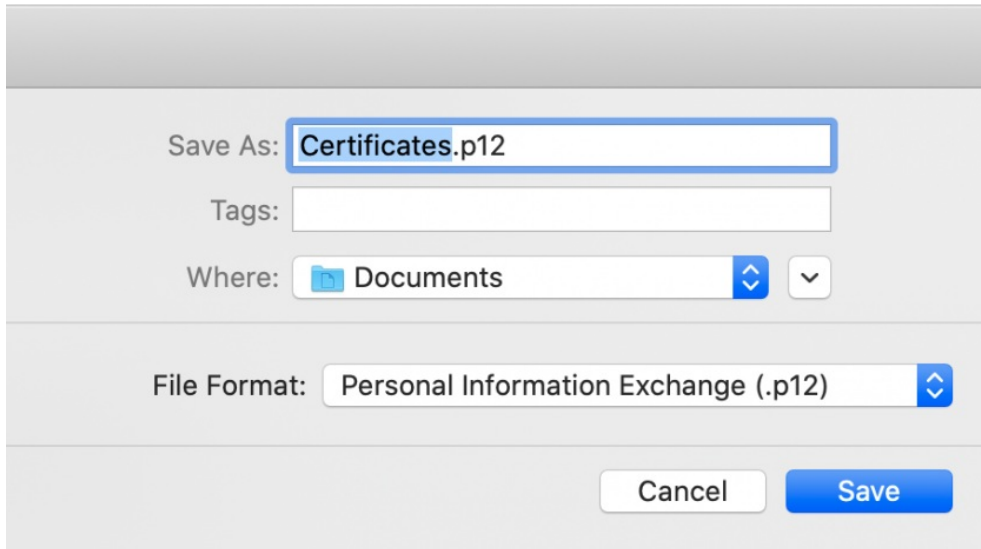 Save As: Certificates.p12
Tags:
Where: Documents
File Format: Personal Information Exchange (.p12)
Cancel Save